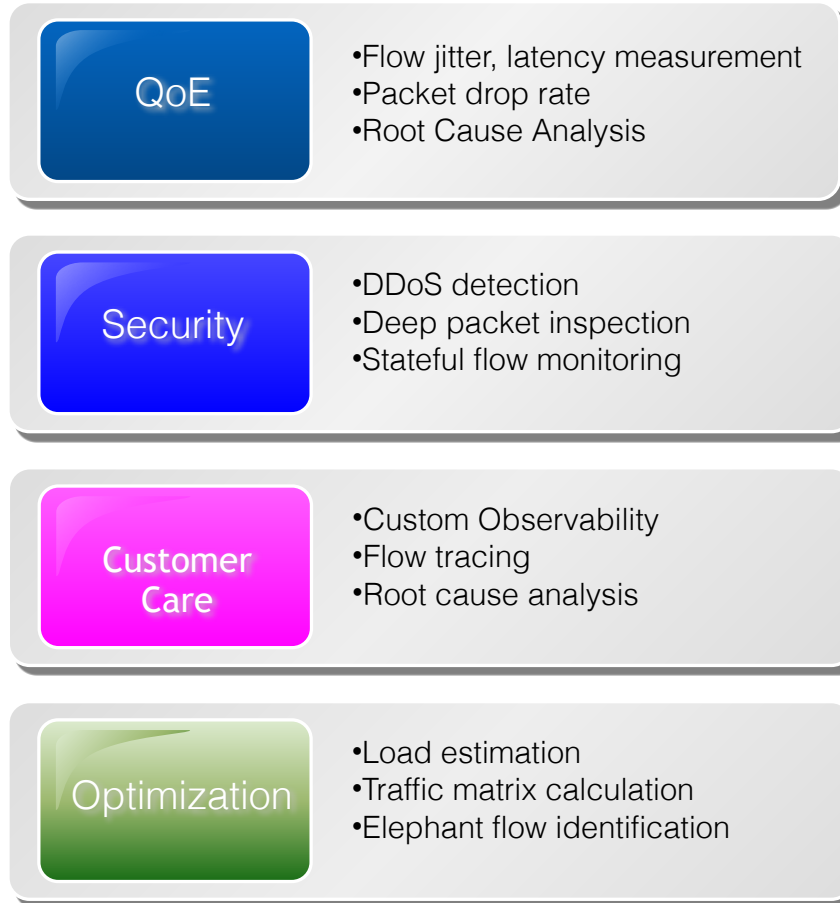 QoE
•Flow jitter, latency measurement
•Packet drop rate
•Root Cause Analysis
Security
•DDoS detection
•Deep packet inspection
•Stateful flow monitoring
Customer
Care
•Custom Observability
•Flow tracing
•Root cause analysis
Optimization
•Load estimation
•Traffic matrix calculation
•Elephant flow identification